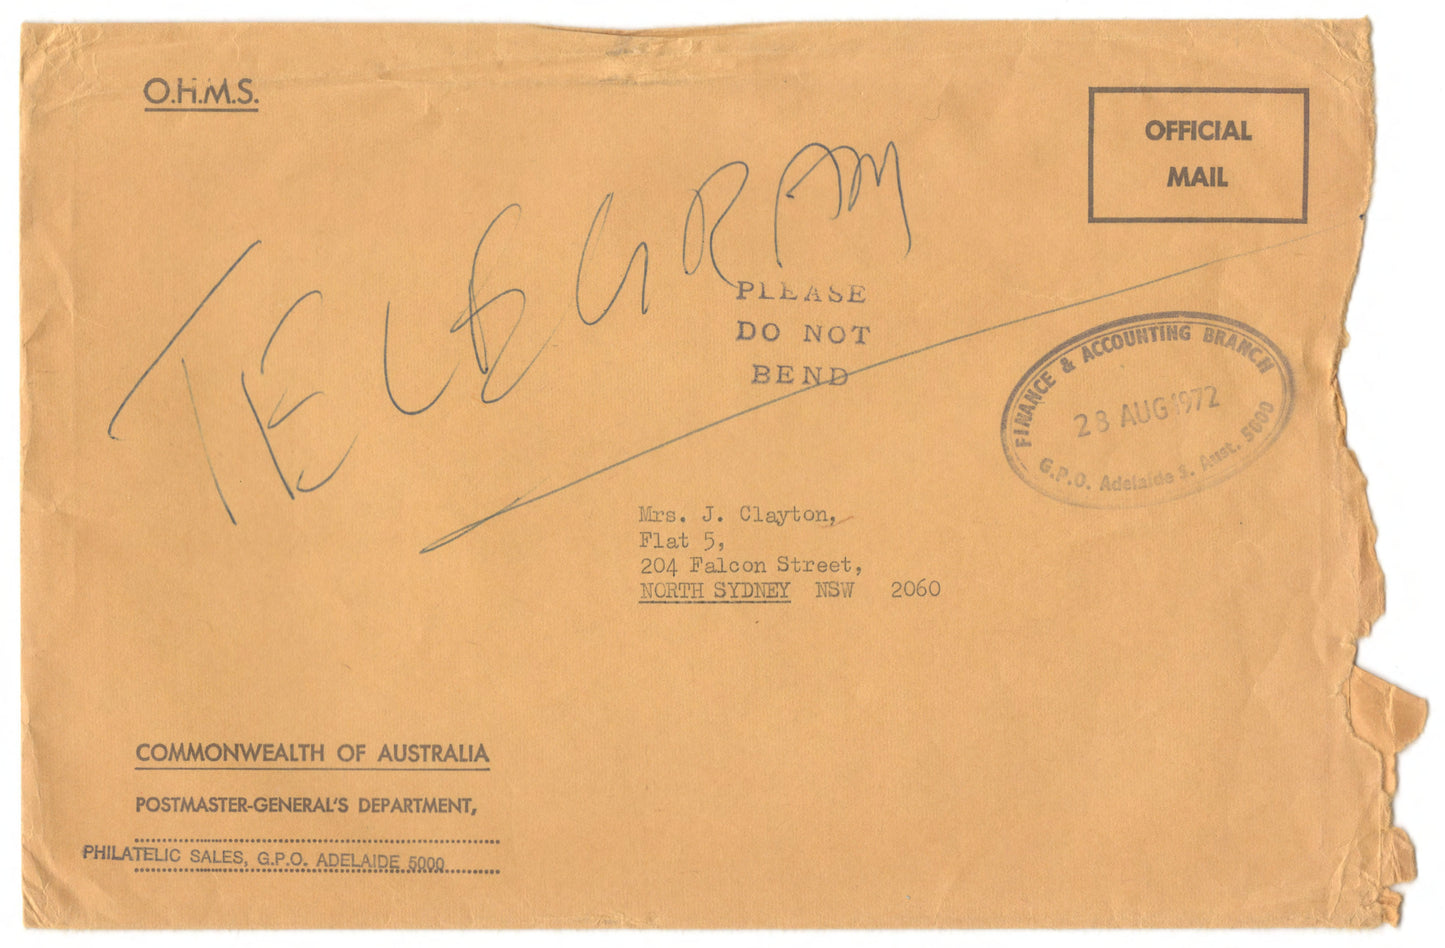 O.H.M.S.
OFFICIAL
MAIL
TELEGRAM
PLEASE
DO NOT
BEND
FINANCE & ACCOUNTING BRANCH
28 AUG 1972
G.P.O. Adelaide S. Aust. 5000
Mrs. J. Clayton,
Flat 5,
204 Falcon Street,
NORTH SYDNEY NSW 2060
COMMONWEALTH OF AUSTRALIA
POSTMASTER-GENERAL'S DEPARTMENT,
PHILATELIC SALES, G.P.O. ADELAIDE 5000